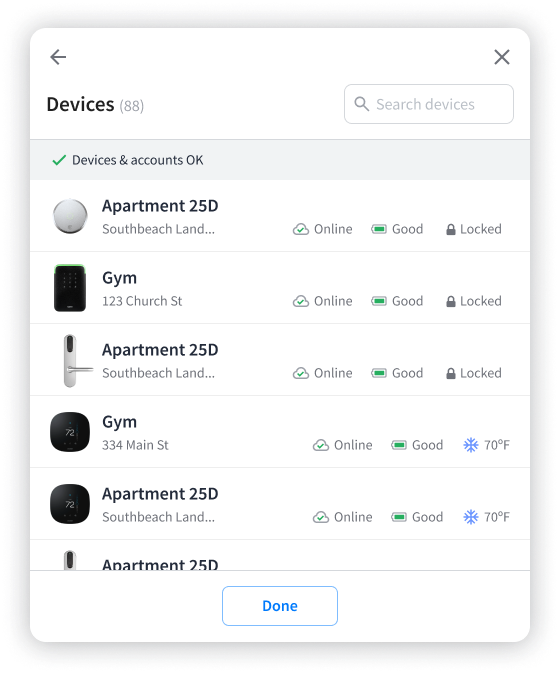 Devices (88)
Search devices
Devices & accounts OK
Apartment 25D
Southbeach Land...
Online
Good
Locked
Gym
123 Church St
Online
Good
Locked
Apartment 25D
Southbeach Land...
Online
Good
Locked
Gym
334 Main St
72
Online
Good
70ºF
Apartment 25D
Southbeach Land...
72
Online
Good
70ºF
Apartment 25D
Done